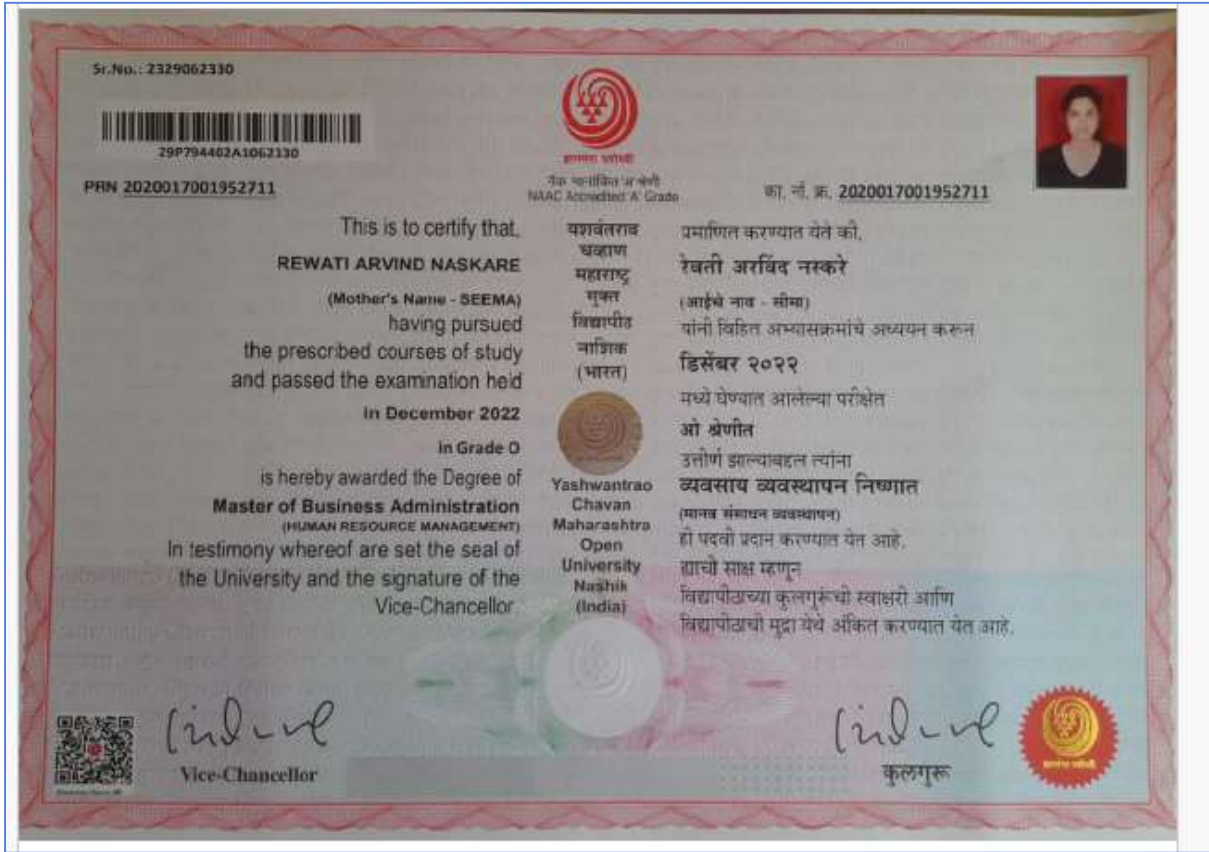 Sr.No.: 2329062330
29P794402A1062330
PRN 2020017001952711
ज्ञानगंगा घरोघरी
नॅक मानांकित 'अ' श्रेणी
NAAC Accredited 'A' Grade
का. नों. क्र. 2020017001952711
This is to certify that,
REWATI ARVIND NASKARE
(Mother's Name - SEEMA)
having pursued
the prescribed courses of study
and passed the examination held
in December 2022
in Grade O
is hereby awarded the Degree of
Master of Business Administration
(HUMAN RESOURCE MANAGEMENT)
In testimony whereof are set the seal of
the University and the signature of the
Vice-Chancellor
यशवंतराव
चव्हाण
महाराष्ट्र
मुक्त
विद्यापीठ
नाशिक
(भारत)
Yashwantrao
Chavan
Maharashtra
Open
University
Nashik
(India)
प्रमाणित करण्यात येते की,
रेवती अरविंद नस्करे
(आईचे नाव - सीमा)
यांनी विहित अभ्यासक्रमांचे अध्ययन करून
डिसेंबर २०२२
मध्ये घेण्यात आलेल्या परीक्षेत
ओ श्रेणीत
उत्तीर्ण झाल्याबद्दल त्यांना
व्यवसाय व्यवस्थापन निष्णात
(मानव संसाधन व्यवस्थापन)
ही पदवी प्रदान करण्यात येत आहे.
ह्याची साक्ष म्हणून
विद्यापीठाच्या कुलगुरूंची स्वाक्षरी आणि
विद्यापीठाची मुद्रा येथे अंकित करण्यात येत आहे.
Vice-Chancellor
कुलगुरू